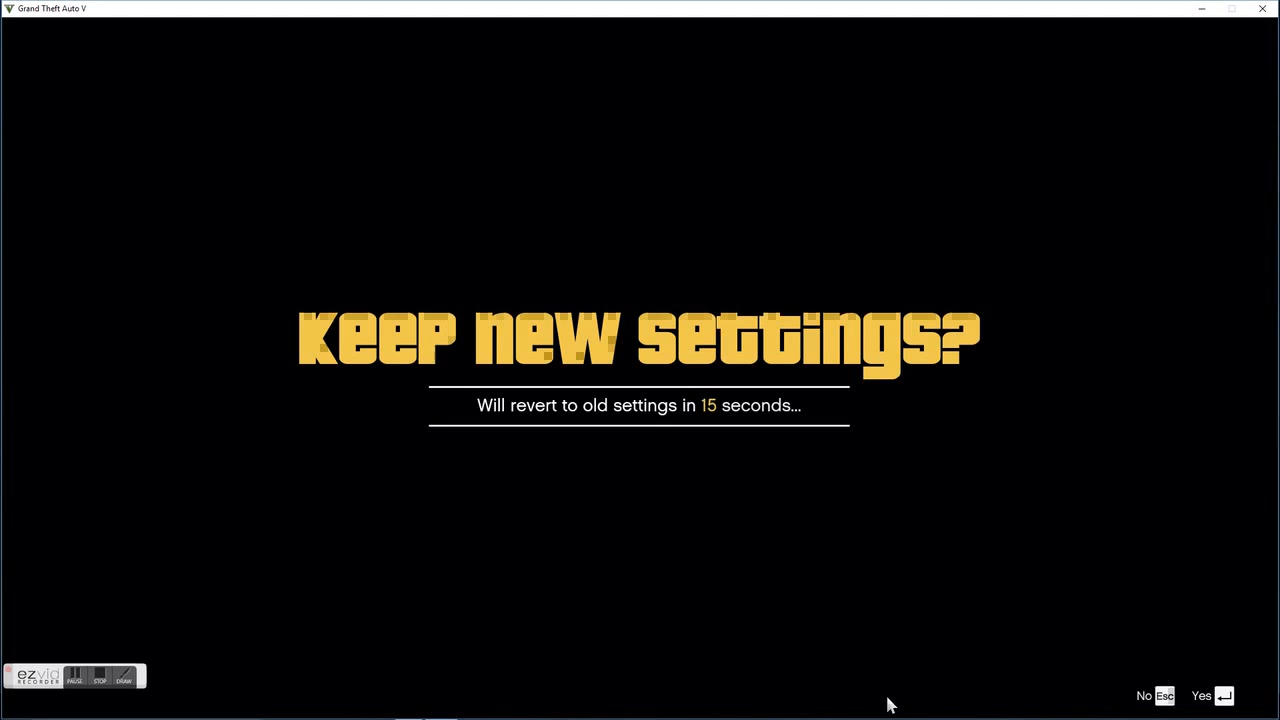 Grand Theft Auto V
Keep new settings?
Will revert to old settings in 15 seconds...
ezvid
RECORDER
PAUSE STOP DRAW
No Esc Yes